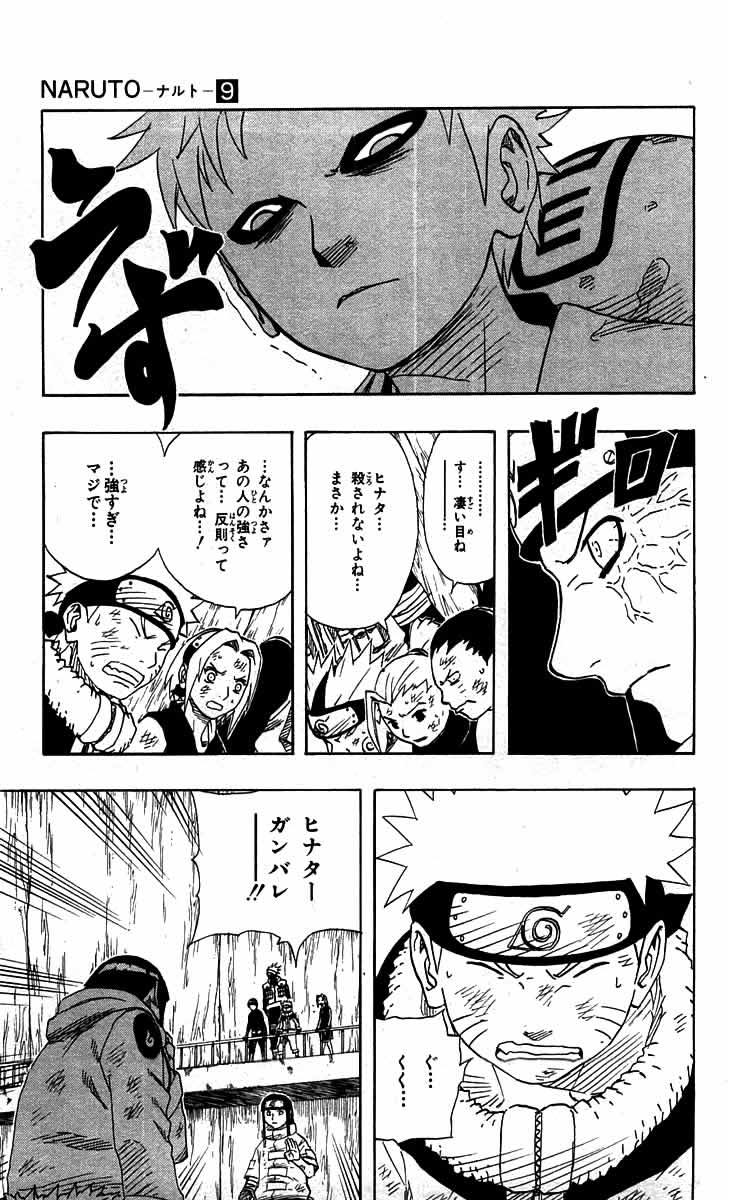 NARUTO―ナルト―9
うずず
ギロ
…………
す…凄い目ね
……
ヒナタ…
殺されないよね…
まさか…
…なんかさァ
あの人の強さ
って…反則って
感じよね…！
…強すぎ…
マジで…
ぐ…
く…
ヒナター
ガンバレ
――!!